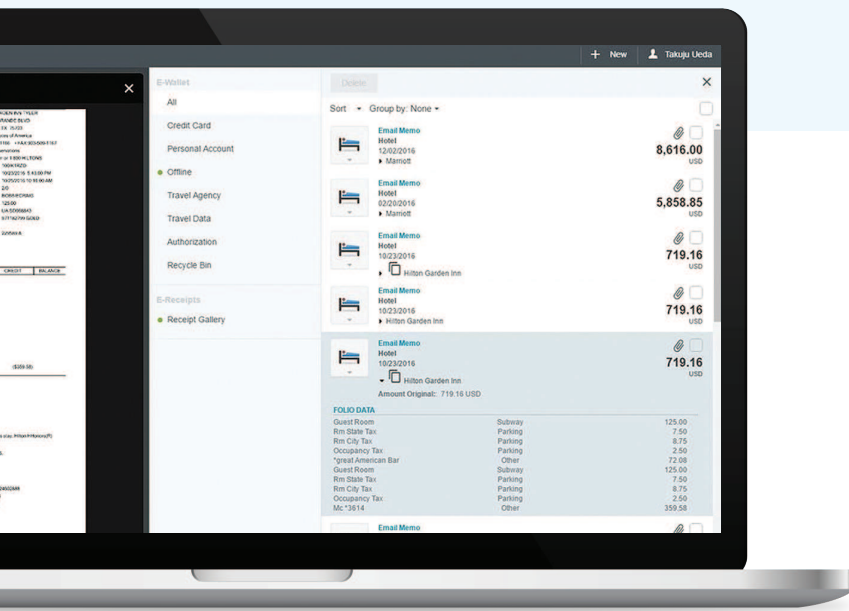 + New
Takuju Ueda
E-Wallet
All
Credit Card
Personal Account
Offline
Travel Agency
Travel Data
Authorization
Recycle Bin
E-Receipts
Receipt Gallery
Delete
Sort Group by: None
Email Memo
Hotel
12/02/2016
Marriott
8,616.00
USD
Email Memo
Hotel
02/20/2016
Marriott
5,858.85
USD
Email Memo
Hotel
10/23/2016
Hilton Garden Inn
719.16
USD
Email Memo
Hotel
10/23/2016
Hilton Garden Inn
719.16
USD
Email Memo
Hotel
10/23/2016
Hilton Garden Inn
719.16
USD
Amount Original: 719.16 USD
FOLIO DATA
Guest Room Subway 125.00
Rm State Tax Parking 7.50
Rm City Tax Parking 8.75
Occupancy Tax Parking 2.50
*great American Bar Other 72.08
Guest Room Subway 125.00
Rm State Tax Parking 7.50
Rm City Tax Parking 8.75
Occupancy Tax Parking 2.50
Mc *3614 Other 359.58
Email Memo
CREDIT BALANCE